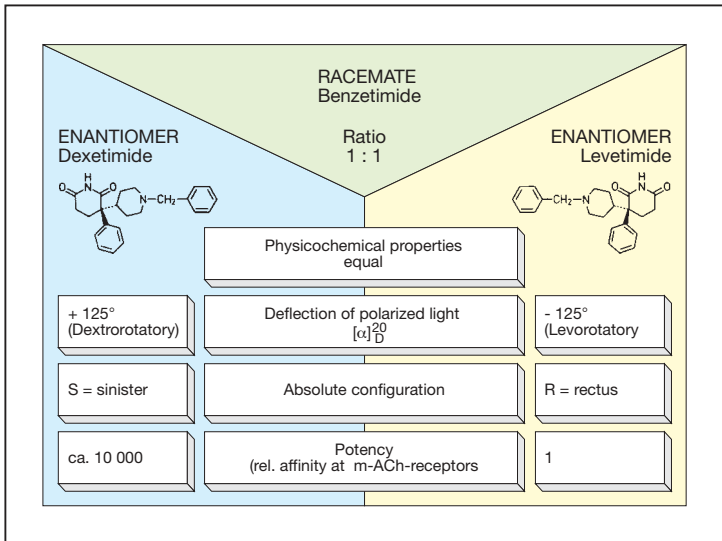 RACEMATE
Benzetimide
Ratio
1 : 1
ENANTIOMER
Dexetimide
ENANTIOMER
Levetimide
H
O
N
O
N
CH₂
CH₂
N
H
O
N
O
Physicochemical properties
equal
+ 125°
(Dextrorotatory)
Deflection of polarized light
[α]²⁰D
- 125°
(Levorotatory
S = sinister
Absolute configuration
R = rectus
ca. 10 000
Potency
(rel. affinity at m-ACh-receptors
1